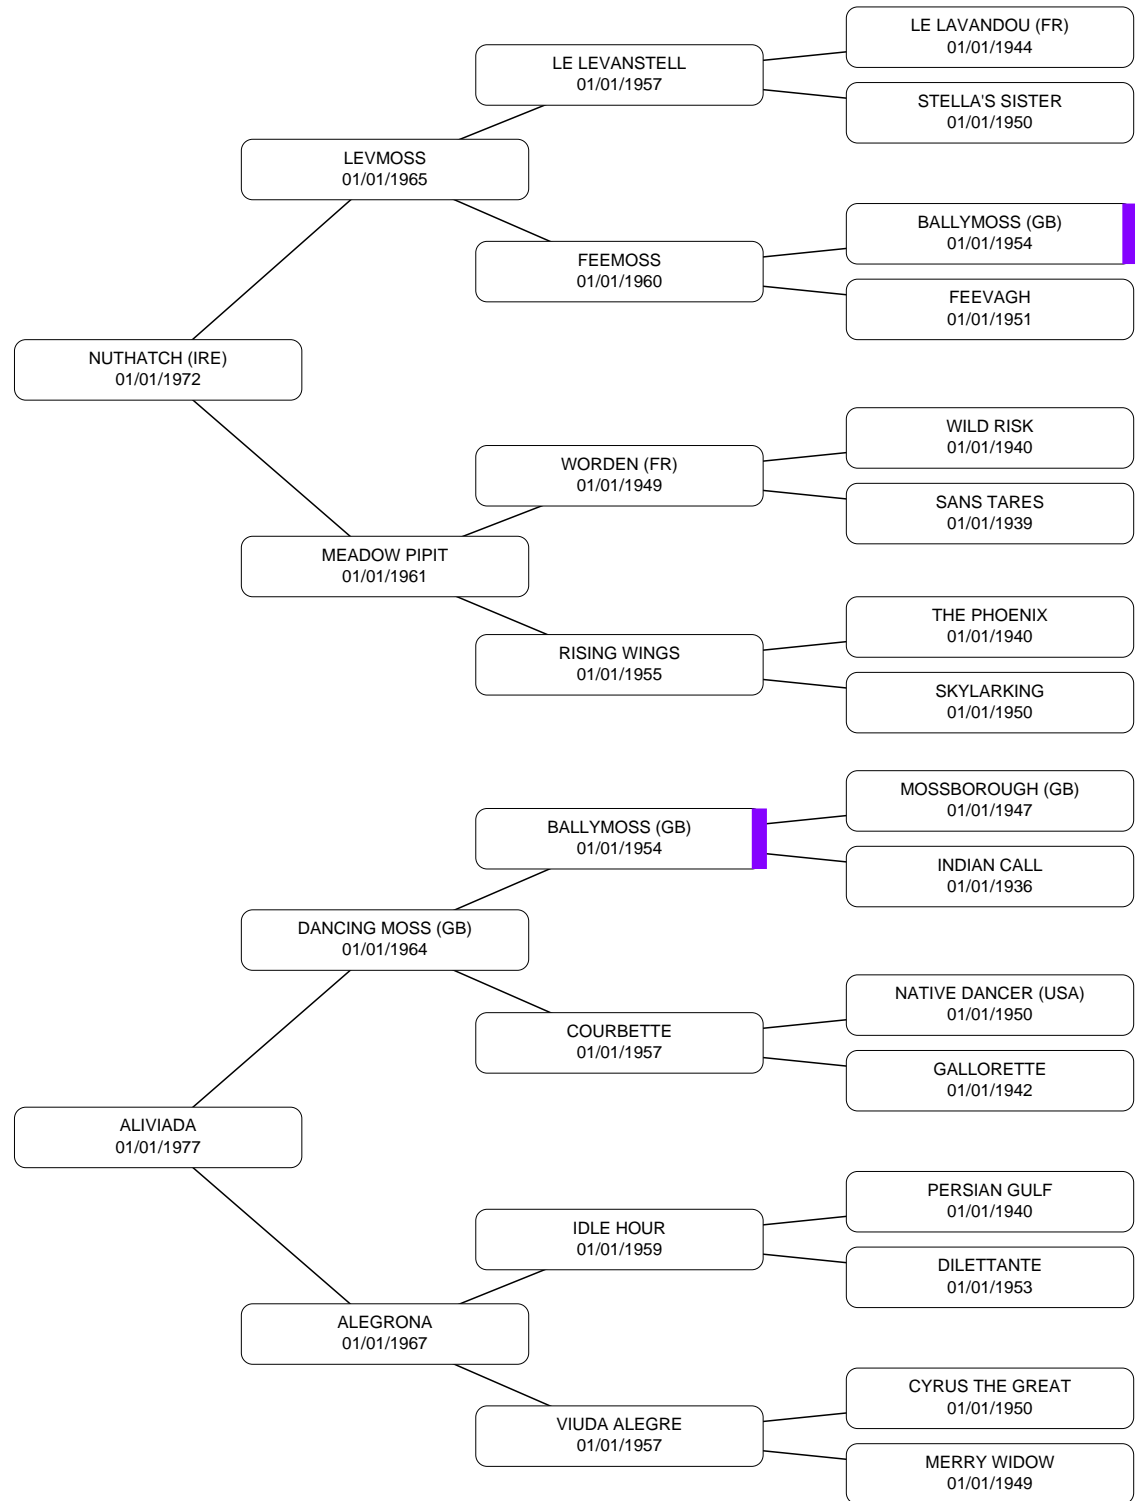 LE LAVANDOU (FR)
01/01/1944
LE LEVANSTELL
01/01/1957
STELLA'S SISTER
01/01/1950
LEVMOSS
01/01/1965
BALLYMOSS (GB)
01/01/1954
FEEMOSS
01/01/1960
FEEVAGH
01/01/1951
NUTHATCH (IRE)
01/01/1972
WILD RISK
01/01/1940
WORDEN (FR)
01/01/1949
SANS TARES
01/01/1939
MEADOW PIPIT
01/01/1961
THE PHOENIX
01/01/1940
RISING WINGS
01/01/1955
SKYLARKING
01/01/1950
MOSSBOROUGH (GB)
01/01/1947
BALLYMOSS (GB)
01/01/1954
INDIAN CALL
01/01/1936
DANCING MOSS (GB)
01/01/1964
NATIVE DANCER (USA)
01/01/1950
COURBETTE
01/01/1957
GALLORETTE
01/01/1942
ALIVIADA
01/01/1977
PERSIAN GULF
01/01/1940
IDLE HOUR
01/01/1959
DILETTANTE
01/01/1953
ALEGRONA
01/01/1967
CYRUS THE GREAT
01/01/1950
VIUDA ALEGRE
01/01/1957
MERRY WIDOW
01/01/1949